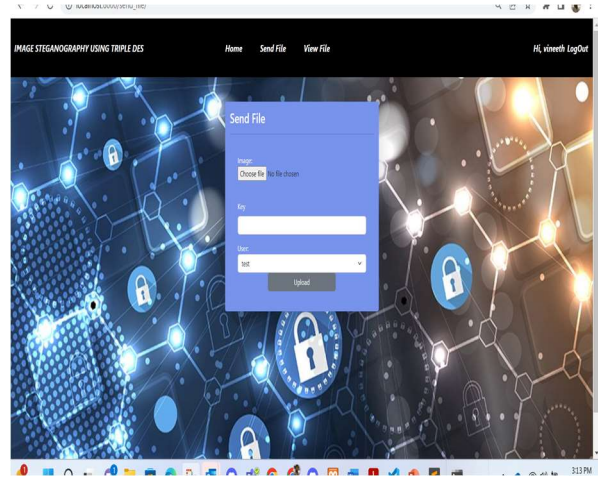 IMAGE STEGANOGRAPHY USING TRIPLE DES Home Send File View File Hi, vineeth LogOut
Send File
Image:
Choose file No file chosen
Key
User:
test
Upload
3:13 PM